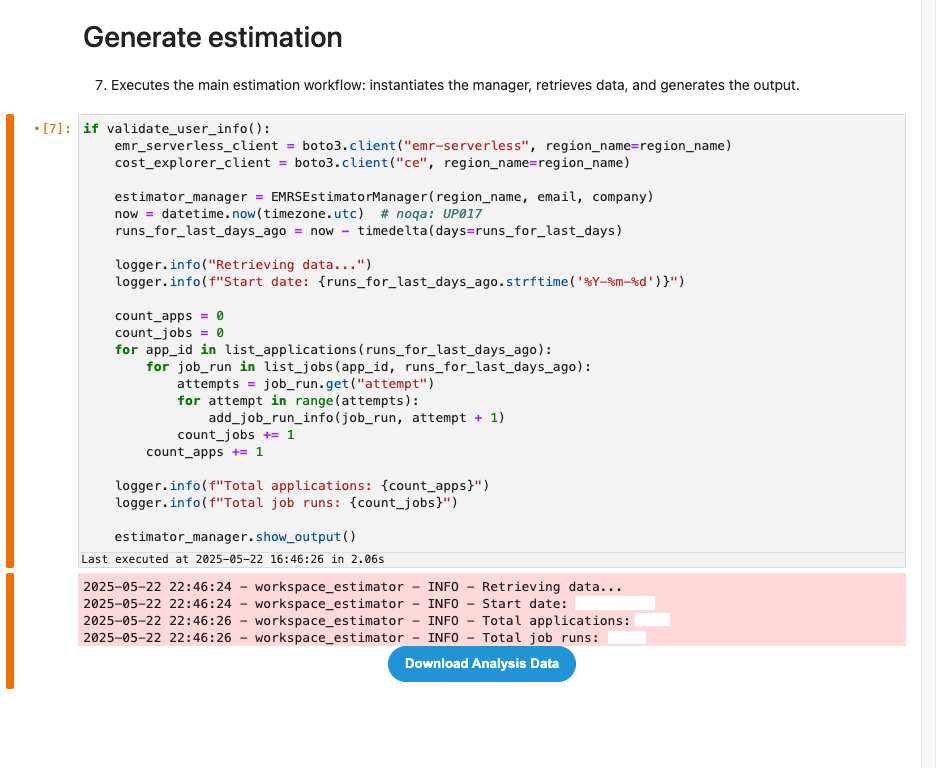 Generate estimation
7. Executes the main estimation workflow: instantiates the manager, retrieves data, and generates the output.
•[7]:
if validate_user_info():
    emr_serverless_client = boto3.client("emr-serverless", region_name=region_name)
    cost_explorer_client = boto3.client("ce", region_name=region_name)

    estimator_manager = EMRSEstimatorManager(region_name, email, company)
    now = datetime.now(timezone.utc)  # noqa: UP017
    runs_for_last_days_ago = now - timedelta(days=runs_for_last_days)

    logger.info("Retrieving data...")
    logger.info(f"Start date: {runs_for_last_days_ago.strftime('%Y-%m-%d')}")

    count_apps = 0
    count_jobs = 0
    for app_id in list_applications(runs_for_last_days_ago):
        for job_run in list_jobs(app_id, runs_for_last_days_ago):
            attempts = job_run.get("attempt")
            for attempt in range(attempts):
                add_job_run_info(job_run, attempt + 1)
            count_jobs += 1
        count_apps += 1

    logger.info(f"Total applications: {count_apps}")
    logger.info(f"Total job runs: {count_jobs}")

    estimator_manager.show_output()
Last executed at 2025-05-22 16:46:26 in 2.06s
2025-05-22 22:46:24 - workspace_estimator - INFO - Retrieving data...
2025-05-22 22:46:24 - workspace_estimator - INFO - Start date:
2025-05-22 22:46:26 - workspace_estimator - INFO - Total applications:
2025-05-22 22:46:26 - workspace_estimator - INFO - Total job runs:
Download Analysis Data